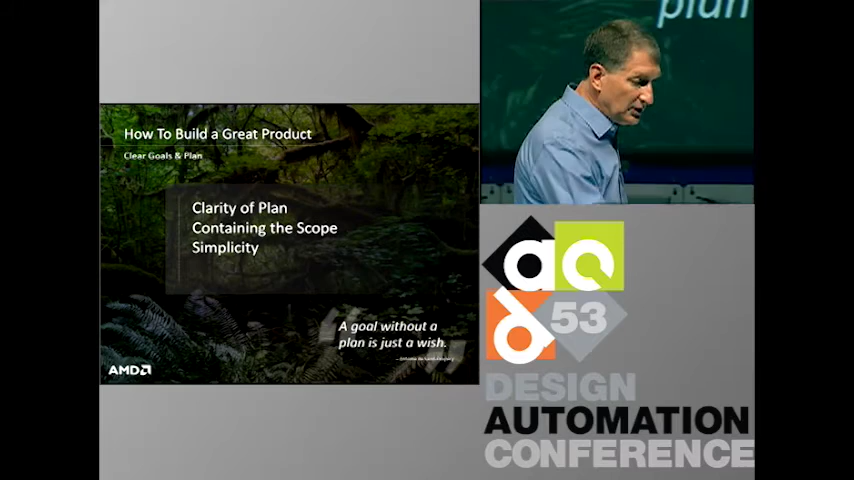 How To Build a Great Product
Clear Goals & Plan
Clarity of Plan
Containing the Scope
Simplicity
A goal without a
plan is just a wish.
AMD
plan
53
DESIGN
AUTOMATION
CONFERENCE